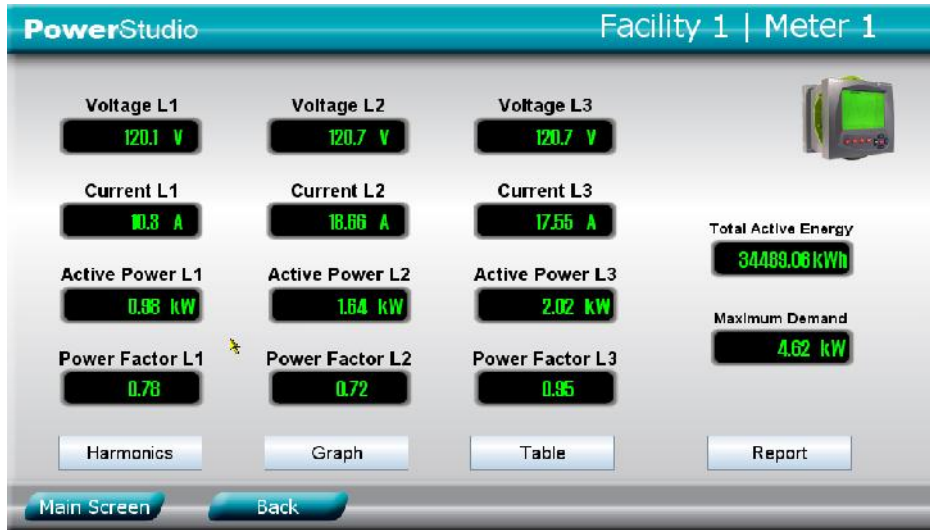 PowerStudio
Facility 1 | Meter 1
Voltage L1 Voltage L2 Voltage L3
120.1 V 120.7 V 120.7 V
Current L1 Current L2 Current L3
10.3 A 18.66 A 17.55 A
Total Active Energy
34489.06 kWh
Active Power L1 Active Power L2 Active Power L3
0.98 kW 1.64 kW 2.02 kW
Maximum Demand
4.62 kW
Power Factor L1 Power Factor L2 Power Factor L3
0.78 0.72 0.95
Harmonics Graph Table Report
Main Screen Back